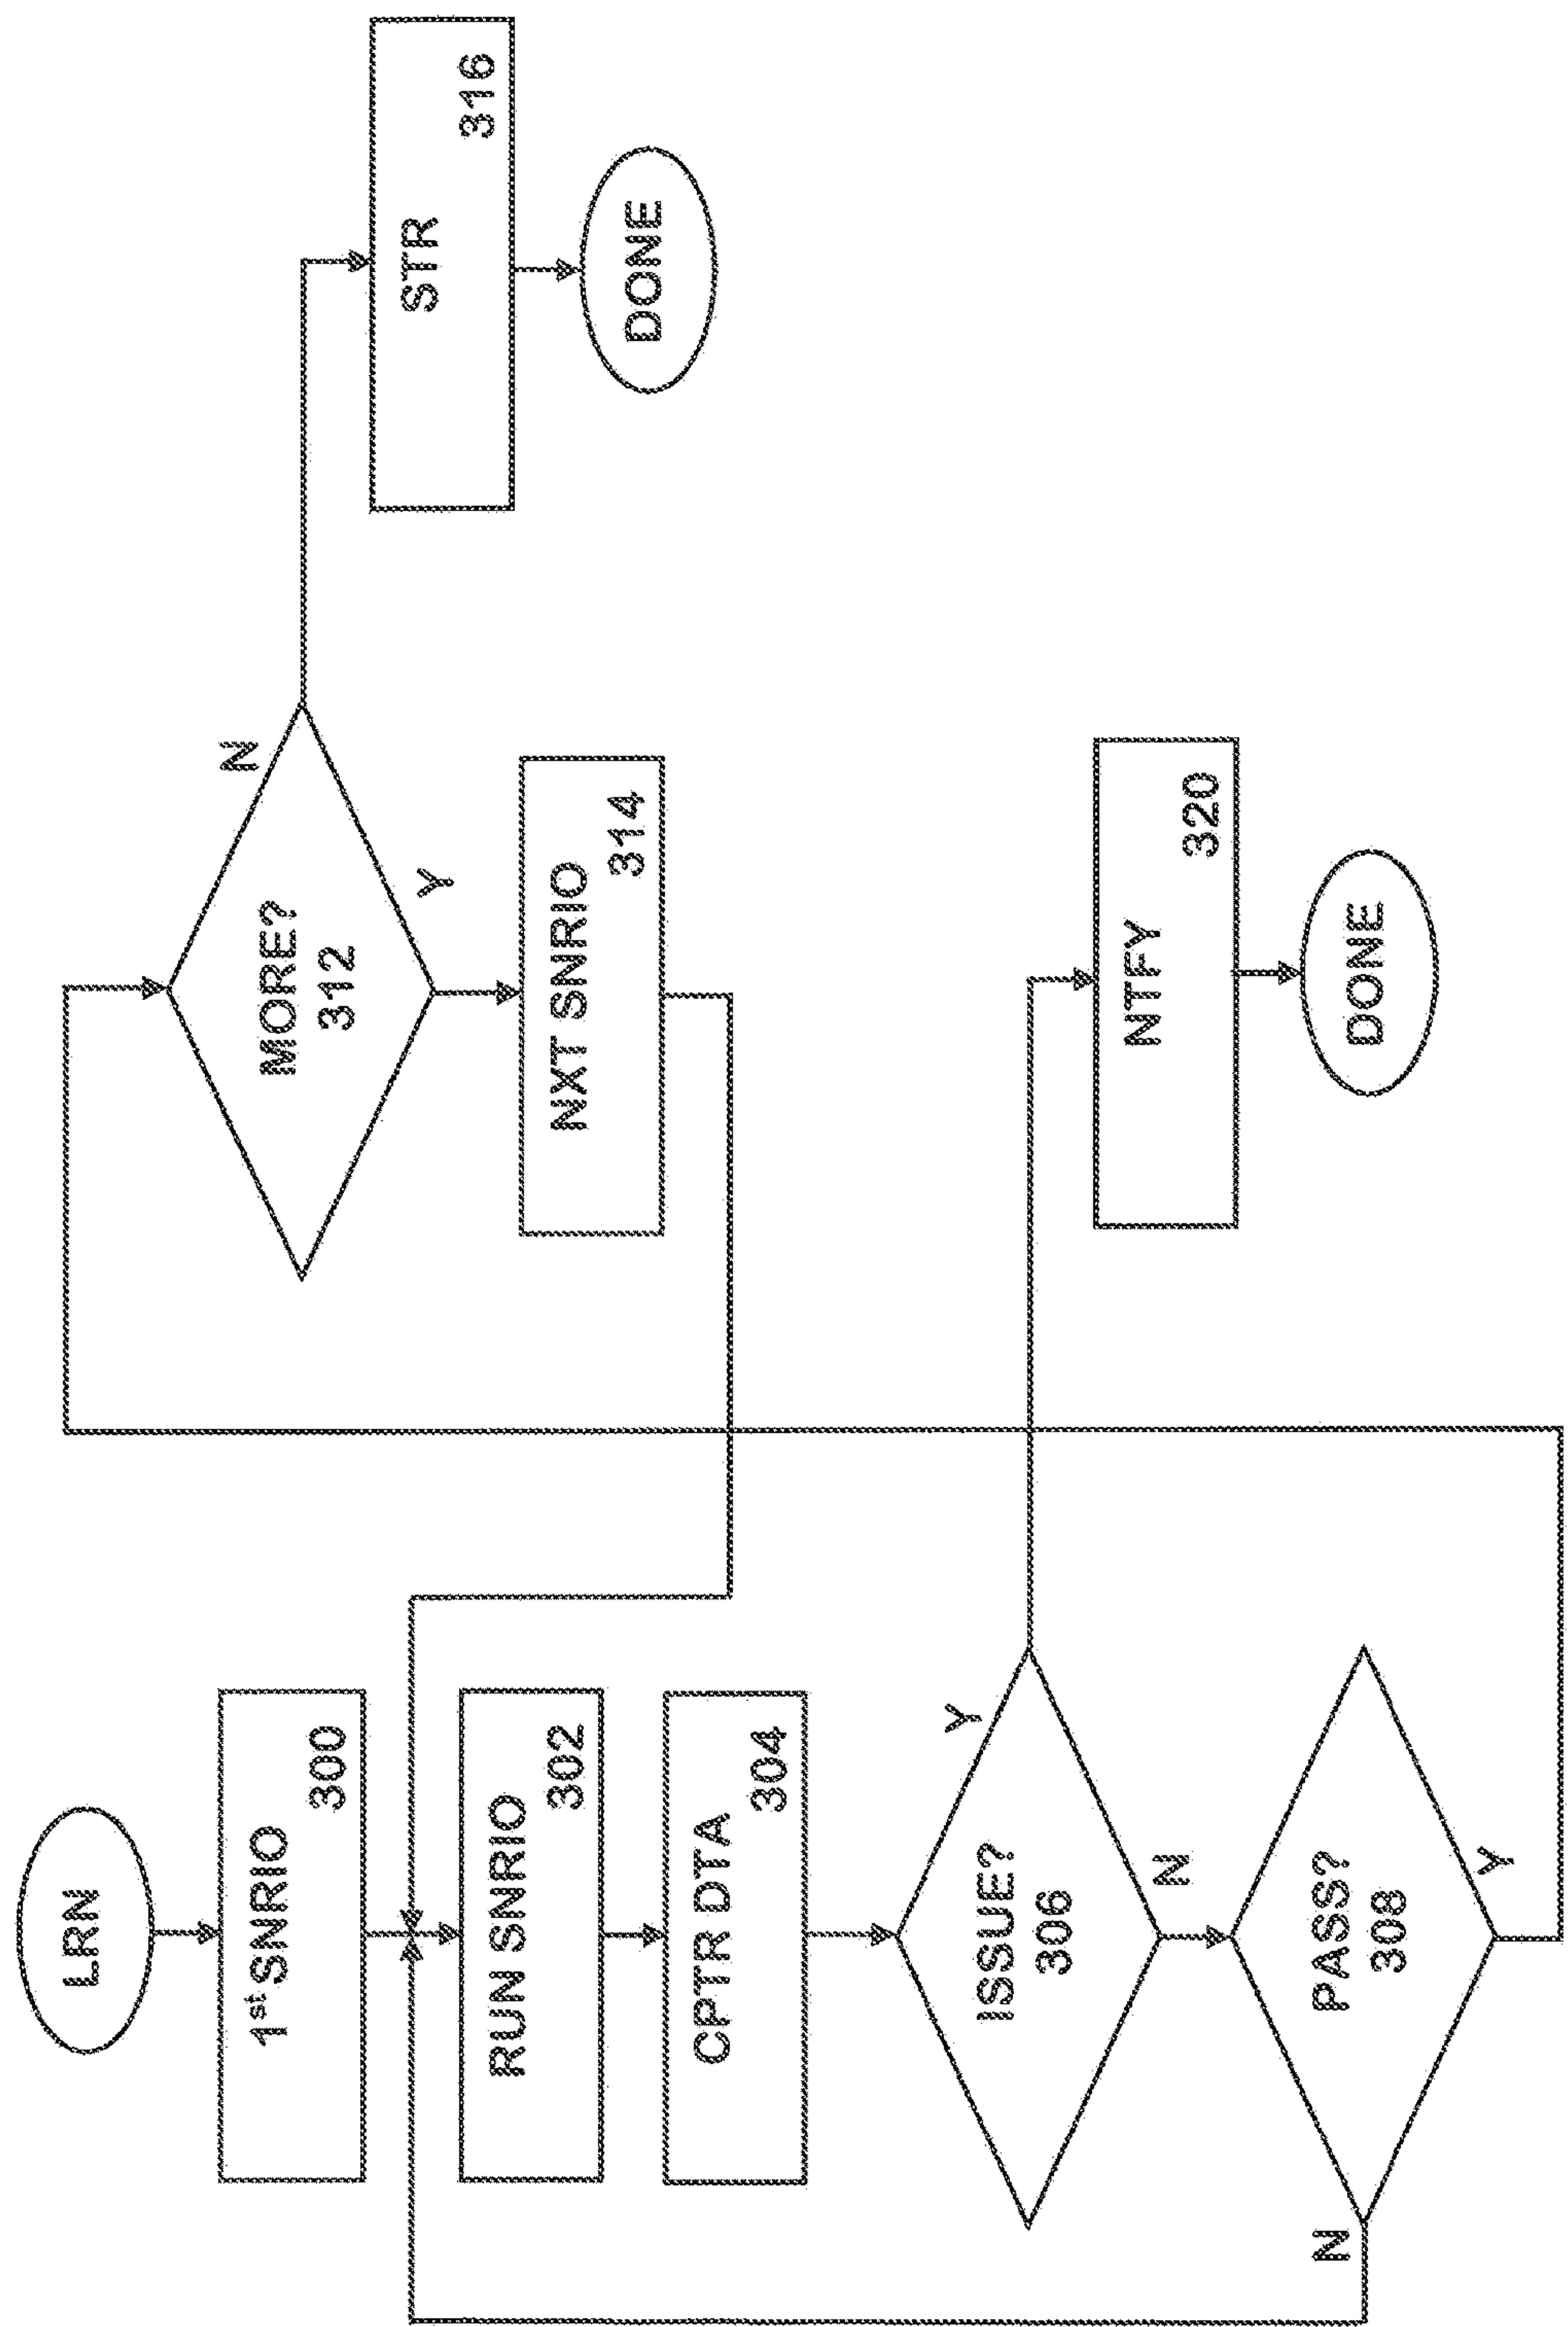 LRN
1st SNRIO
300
RUN SNRIO
302
CPTR DTA
304
ISSUE?
306
Y
N
PASS?
308
N
Y
MORE?
312
N
Y
NXT SNRIO
314
STR
316
DONE
NTFY
320
DONE